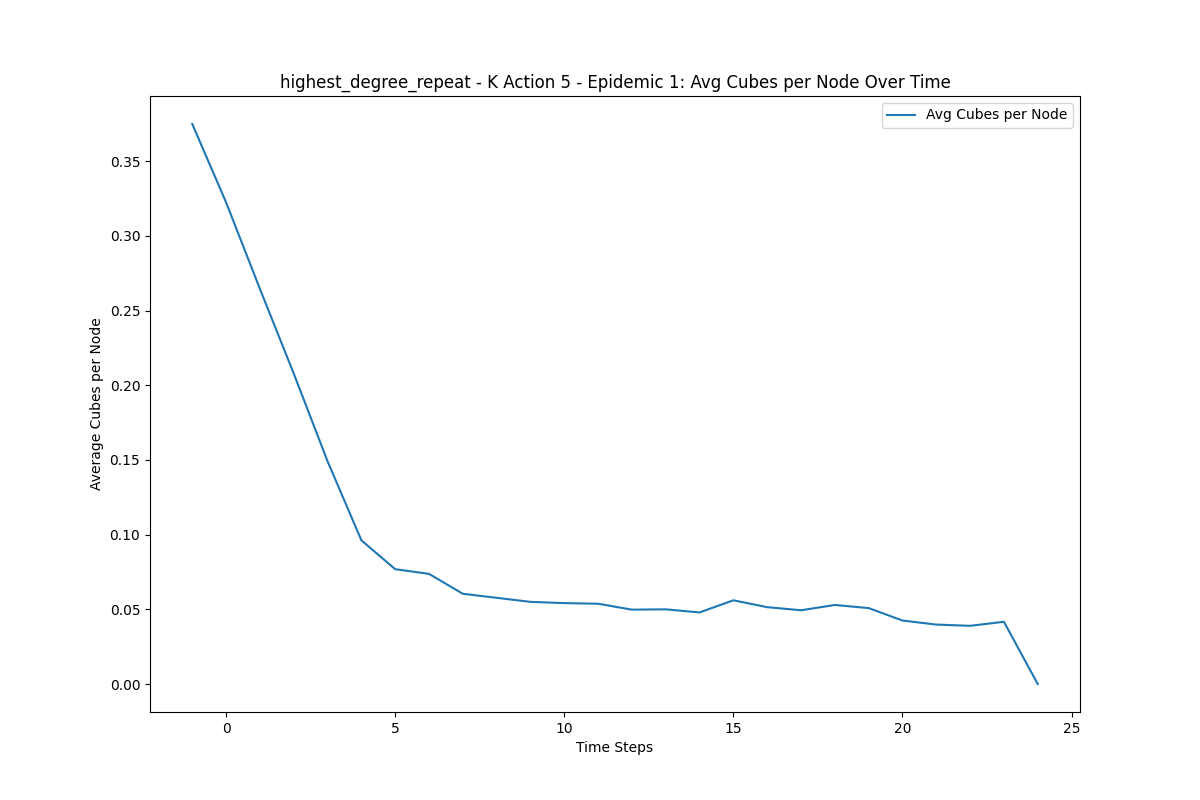 highest_degree_repeat - K Action 5 - Epidemic 1: Avg Cubes per Node Over Time
Avg Cubes per Node
0.35
0.30
0.25
0.20
0.15
0.10
0.05
0.00
Average Cubes per Node
0 5 10 15 20 25
Time Steps